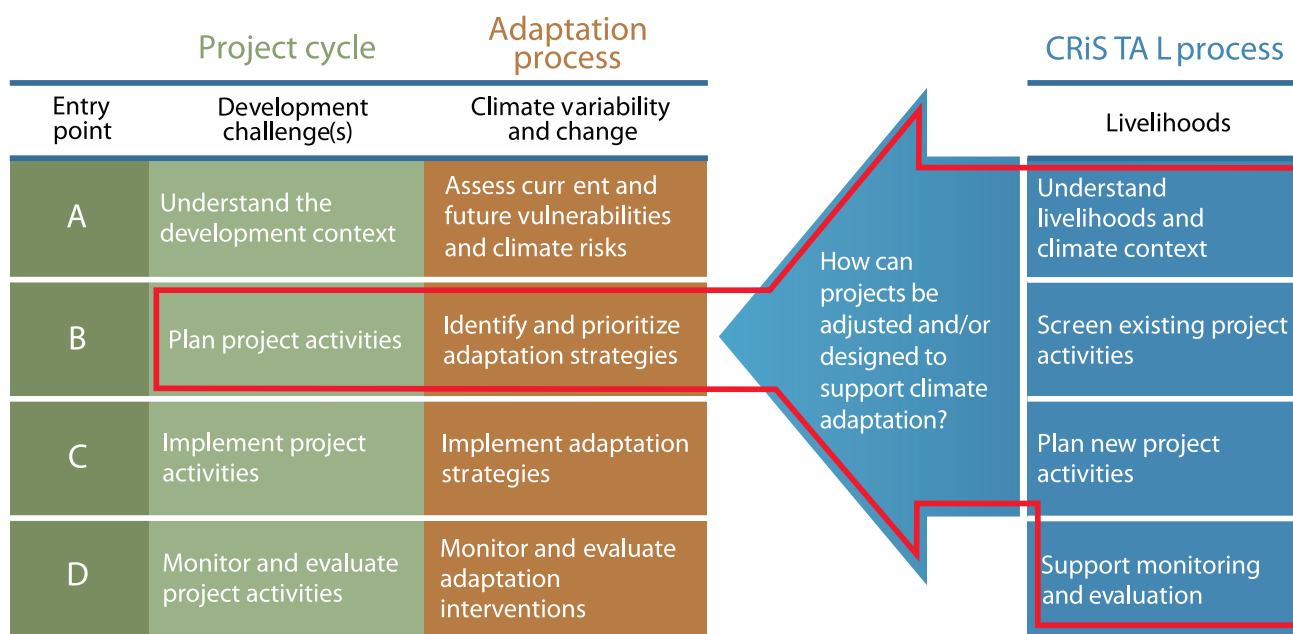 Project cycle
Adaptation
process
CRiS TA L process
Entry
point
Development
challenge(s)
Climate variability
and change
Livelihoods
A
Understand the
development context
Assess curr ent and
future vulnerabilities
and climate risks
Understand
livelihoods and
climate context
B
Plan project activities
Identify and prioritize
adaptation strategies
How can
projects be
adjusted and/or
designed to
support climate
adaptation?
Screen existing project
activities
C
Implement project
activities
Implement adaptation
strategies
Plan new project
activities
D
Monitor and evaluate
project activities
Monitor and evaluate
adaptation
interventions
Support monitoring
and evaluation